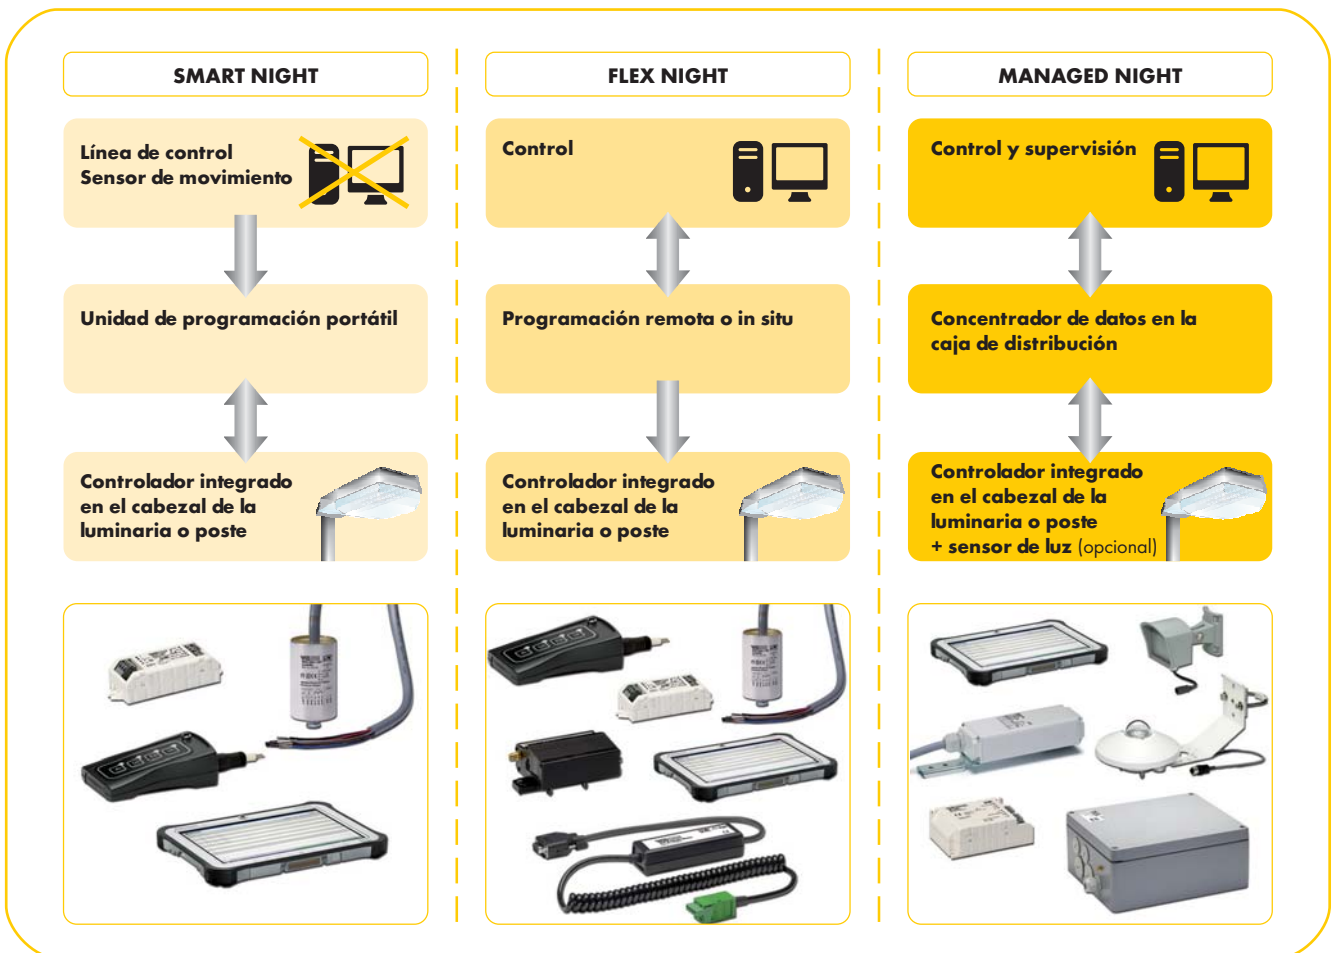 SMART NIGHT
Línea de control
Sensor de movimiento
Unidad de programación portátil
Controlador integrado
en el cabezal de la
luminaria o poste
FLEX NIGHT
Control
Programación remota o in situ
Controlador integrado
en el cabezal de la
luminaria o poste
MANAGED NIGHT
Control y supervisión
Concentrador de datos en la
caja de distribución
Controlador integrado
en el cabezal de la
luminaria o poste
+ sensor de luz (opcional)